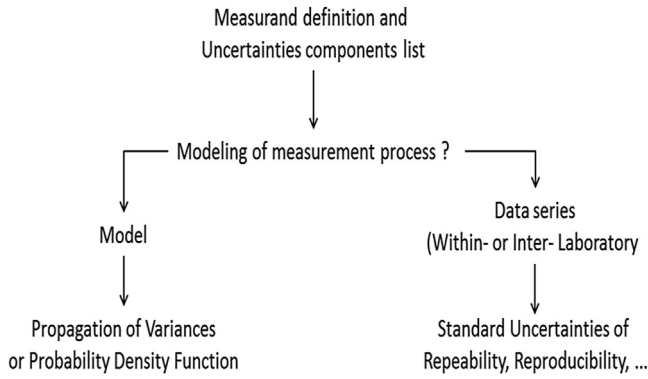 Measurand definition and
Uncertainties components list
Modeling of measurement process ?
Model
Data series
(Within- or Inter- Laboratory
Propagation of Variances
or Probability Density Function
Standard Uncertainties of
Repeability, Reproducibility, ...